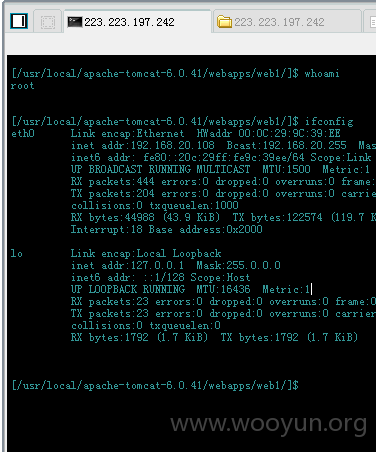 223.223.197.242 223.223.197.242
[/usr/local/apache-tomcat-6.0.41/webapps/web1/]$ whoami
root
[/usr/local/apache-tomcat-6.0.41/webapps/web1/]$ ifconfig
eth0 Link encap:Ethernet HWaddr 00:0C:29:9C:39:EE
inet addr:192.168.20.108 Bcast:192.168.20.255 Mask:255
inet6 addr: fe80::20c:29ff:fe9c:39ee/64 Scope:Link
UP BROADCAST RUNNING MULTICAST MTU:1500 Metric:1
RX packets:444 errors:0 dropped:0 overruns:0 frame:
TX packets:204 errors:0 dropped:0 overruns:0 carrie
collisions:0 txqueuelen:1000
RX bytes:44988 (43.9 KiB) TX bytes:122574 (119.7 K
Interrupt:18 Base address:0x2000
lo Link encap:Local Loopback
inet addr:127.0.0.1 Mask:255.0.0.0
inet6 addr: ::1/128 Scope:Host
UP LOOPBACK RUNNING MTU:16436 Metric:1
RX packets:23 errors:0 dropped:0 overruns:0 frame:0
TX packets:23 errors:0 dropped:0 overruns:0 carrier
collisions:0 txqueuelen:0
RX bytes:1792 (1.7 KiB) TX bytes:1792 (1.7 KiB)
[/usr/local/apache-tomcat-6.0.41/webapps/web1/]$
www.wooyun.org